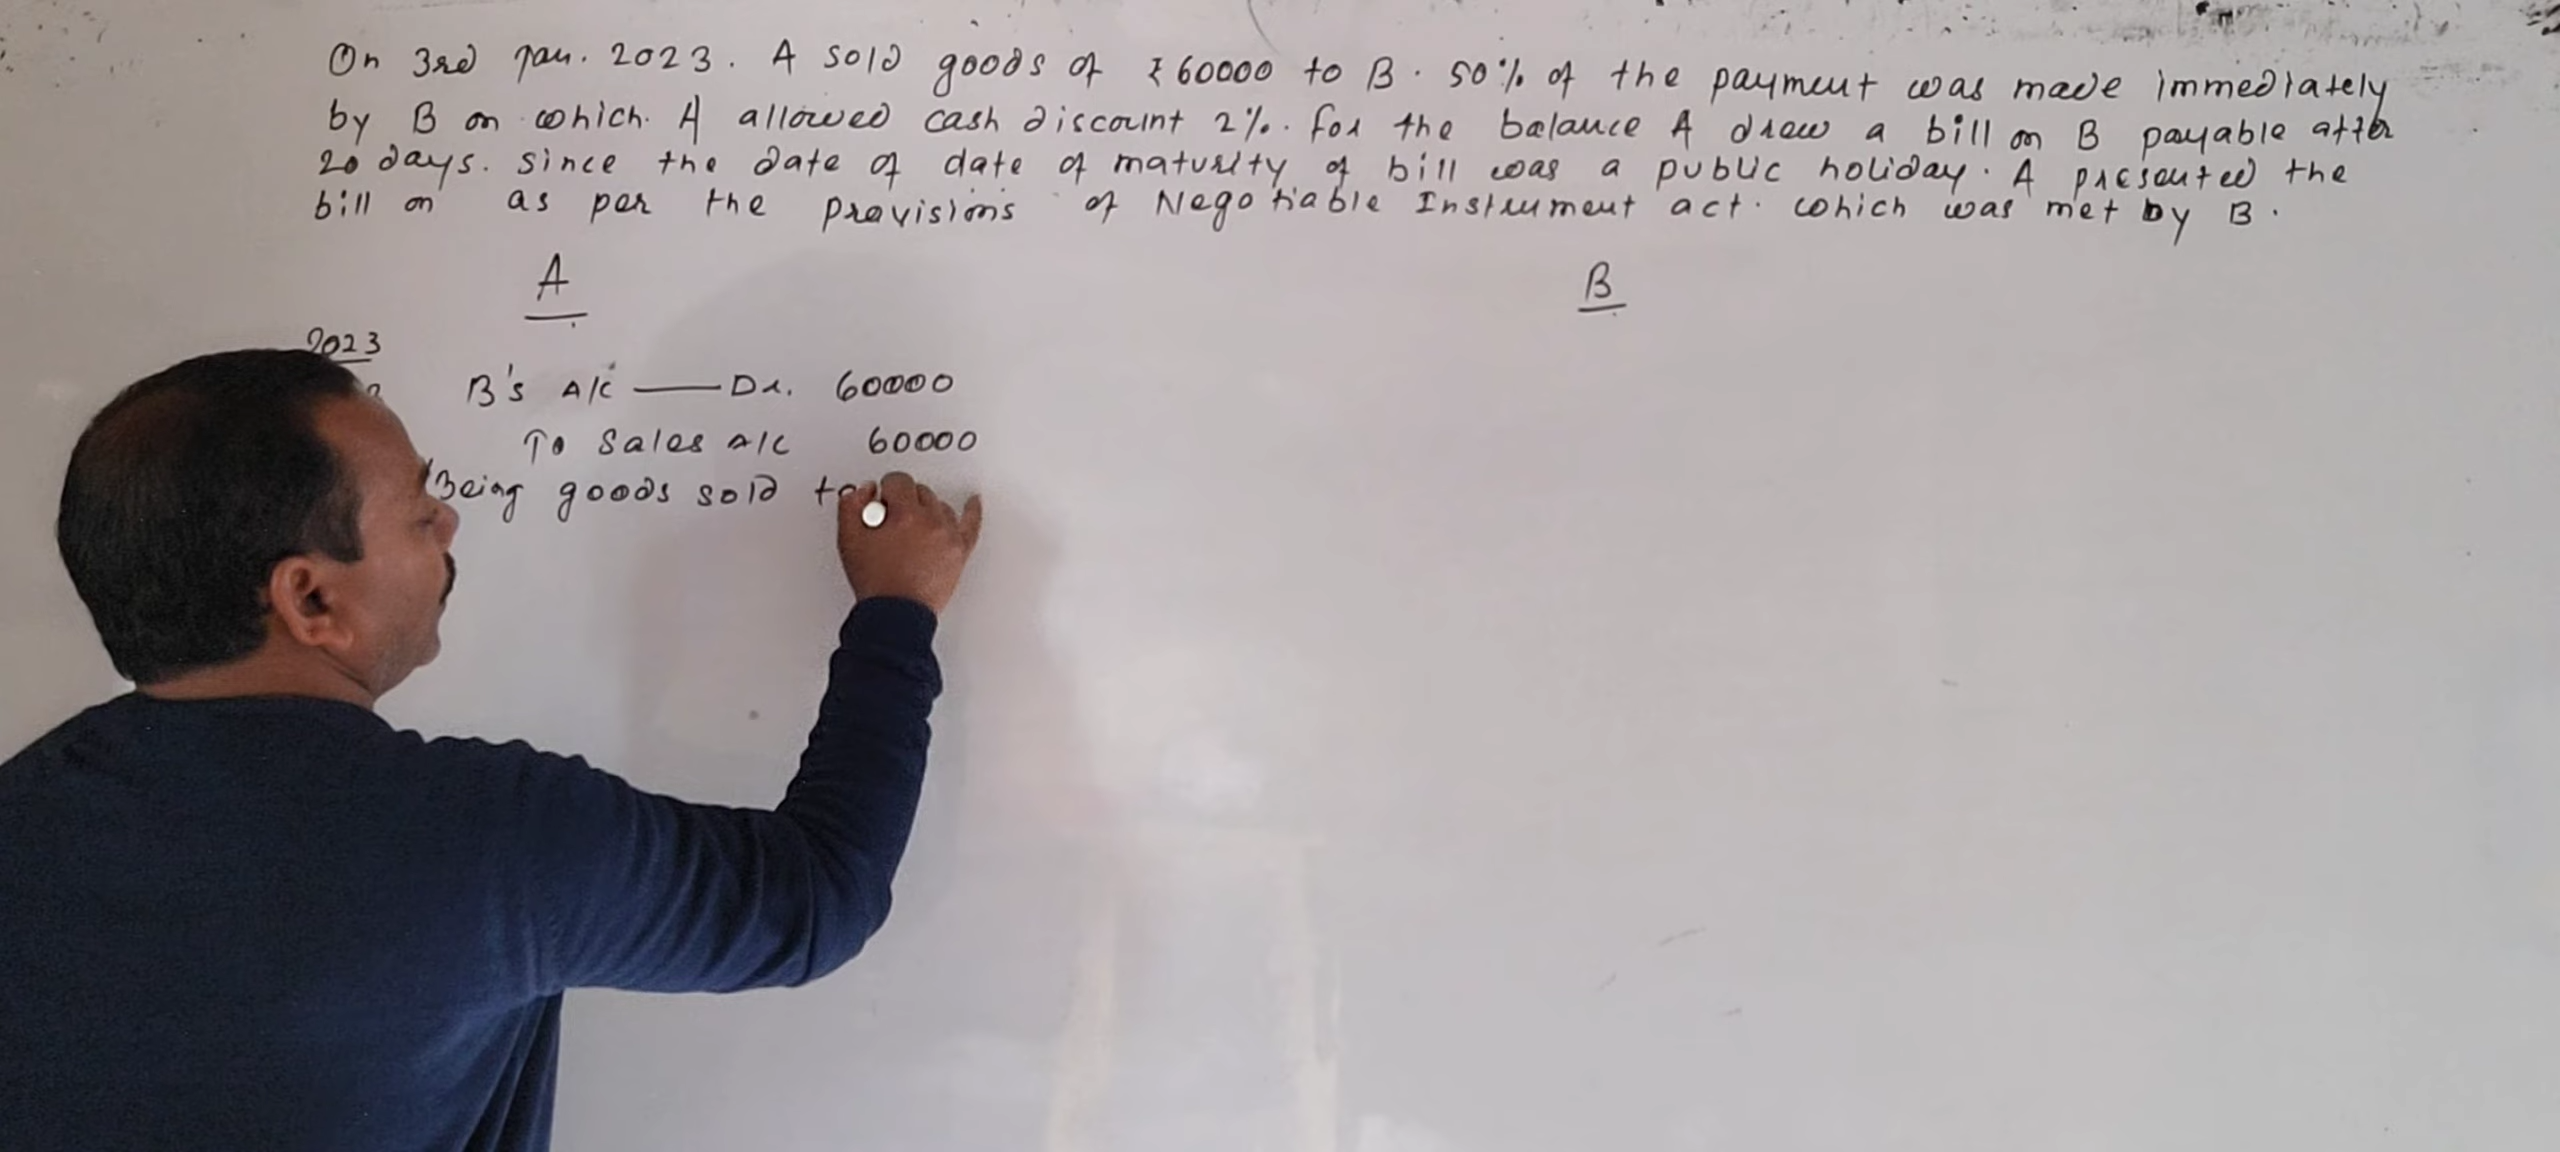 On 3rd Jan. 2023. A sold goods of ₹60000 to B. 50% of the payment was made immediately
by B on which. A allowed cash discount 2%. for the balance A drew a bill on B payable after
20 days. since the date of date of maturity of bill was a public holiday. A presented the
bill on as per the provisions of Negotiable Instrument act. which was met by B.
A
B
2023
B's A/C —— Dr. 60000
To Sales A/C 60000
Being goods sold to